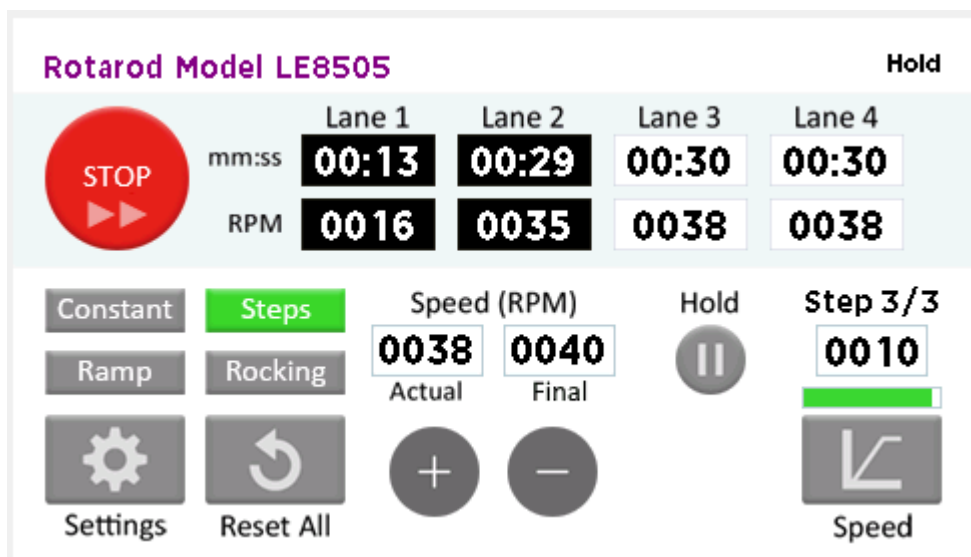 Rotarod Model LE8505 Hold
Lane 1 Lane 2 Lane 3 Lane 4
STOP mm:ss 00:13 00:29 00:30 00:30
RPM 0016 0035 0038 0038
Constant Steps Speed (RPM) Hold Step 3/3
0038 0040 0010
Ramp Rocking Actual Final
Settings Reset All Speed